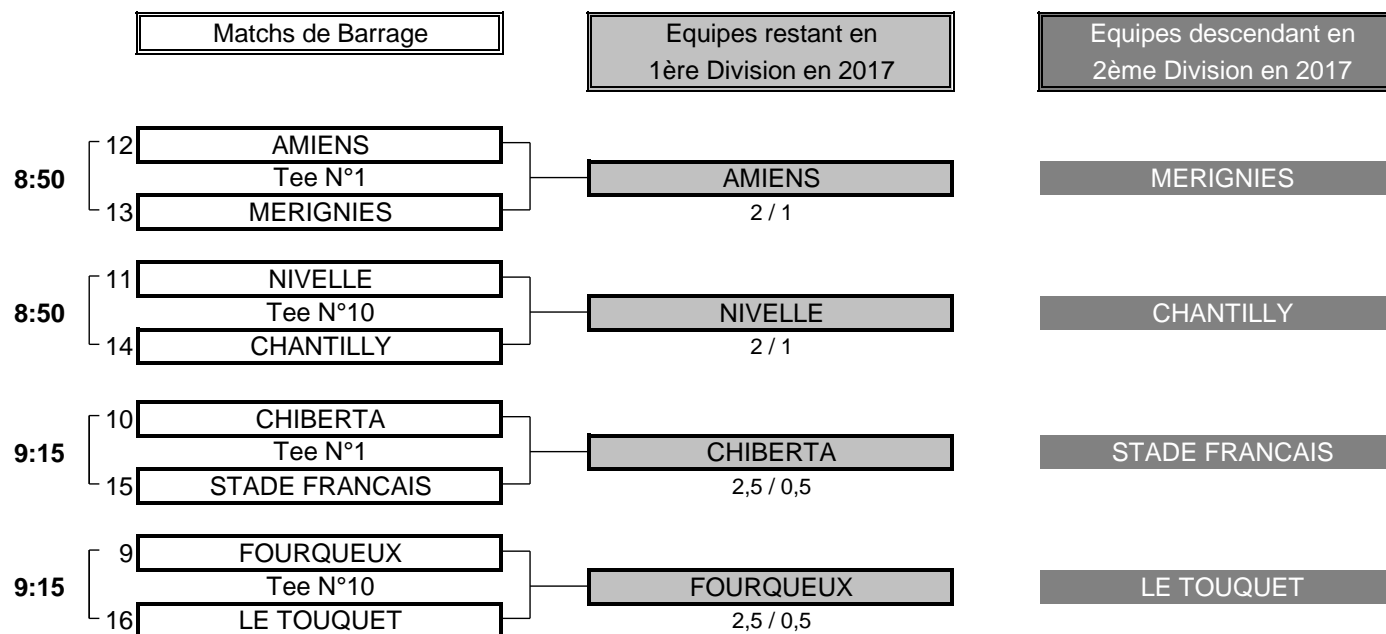 Matchs de Barrage
Equipes restant en
1ère Division en 2017
Equipes descendant en
2ème Division en 2017
12 AMIENS
8:50 Tee N°1 AMIENS MERIGNIES
13 MERIGNIES 2 / 1
11 NIVELLE
8:50 Tee N°10 NIVELLE CHANTILLY
14 CHANTILLY 2 / 1
10 CHIBERTA
9:15 Tee N°1 CHIBERTA STADE FRANCAIS
15 STADE FRANCAIS 2,5 / 0,5
9 FOURQUEUX
9:15 Tee N°10 FOURQUEUX LE TOUQUET
16 LE TOUQUET 2,5 / 0,5